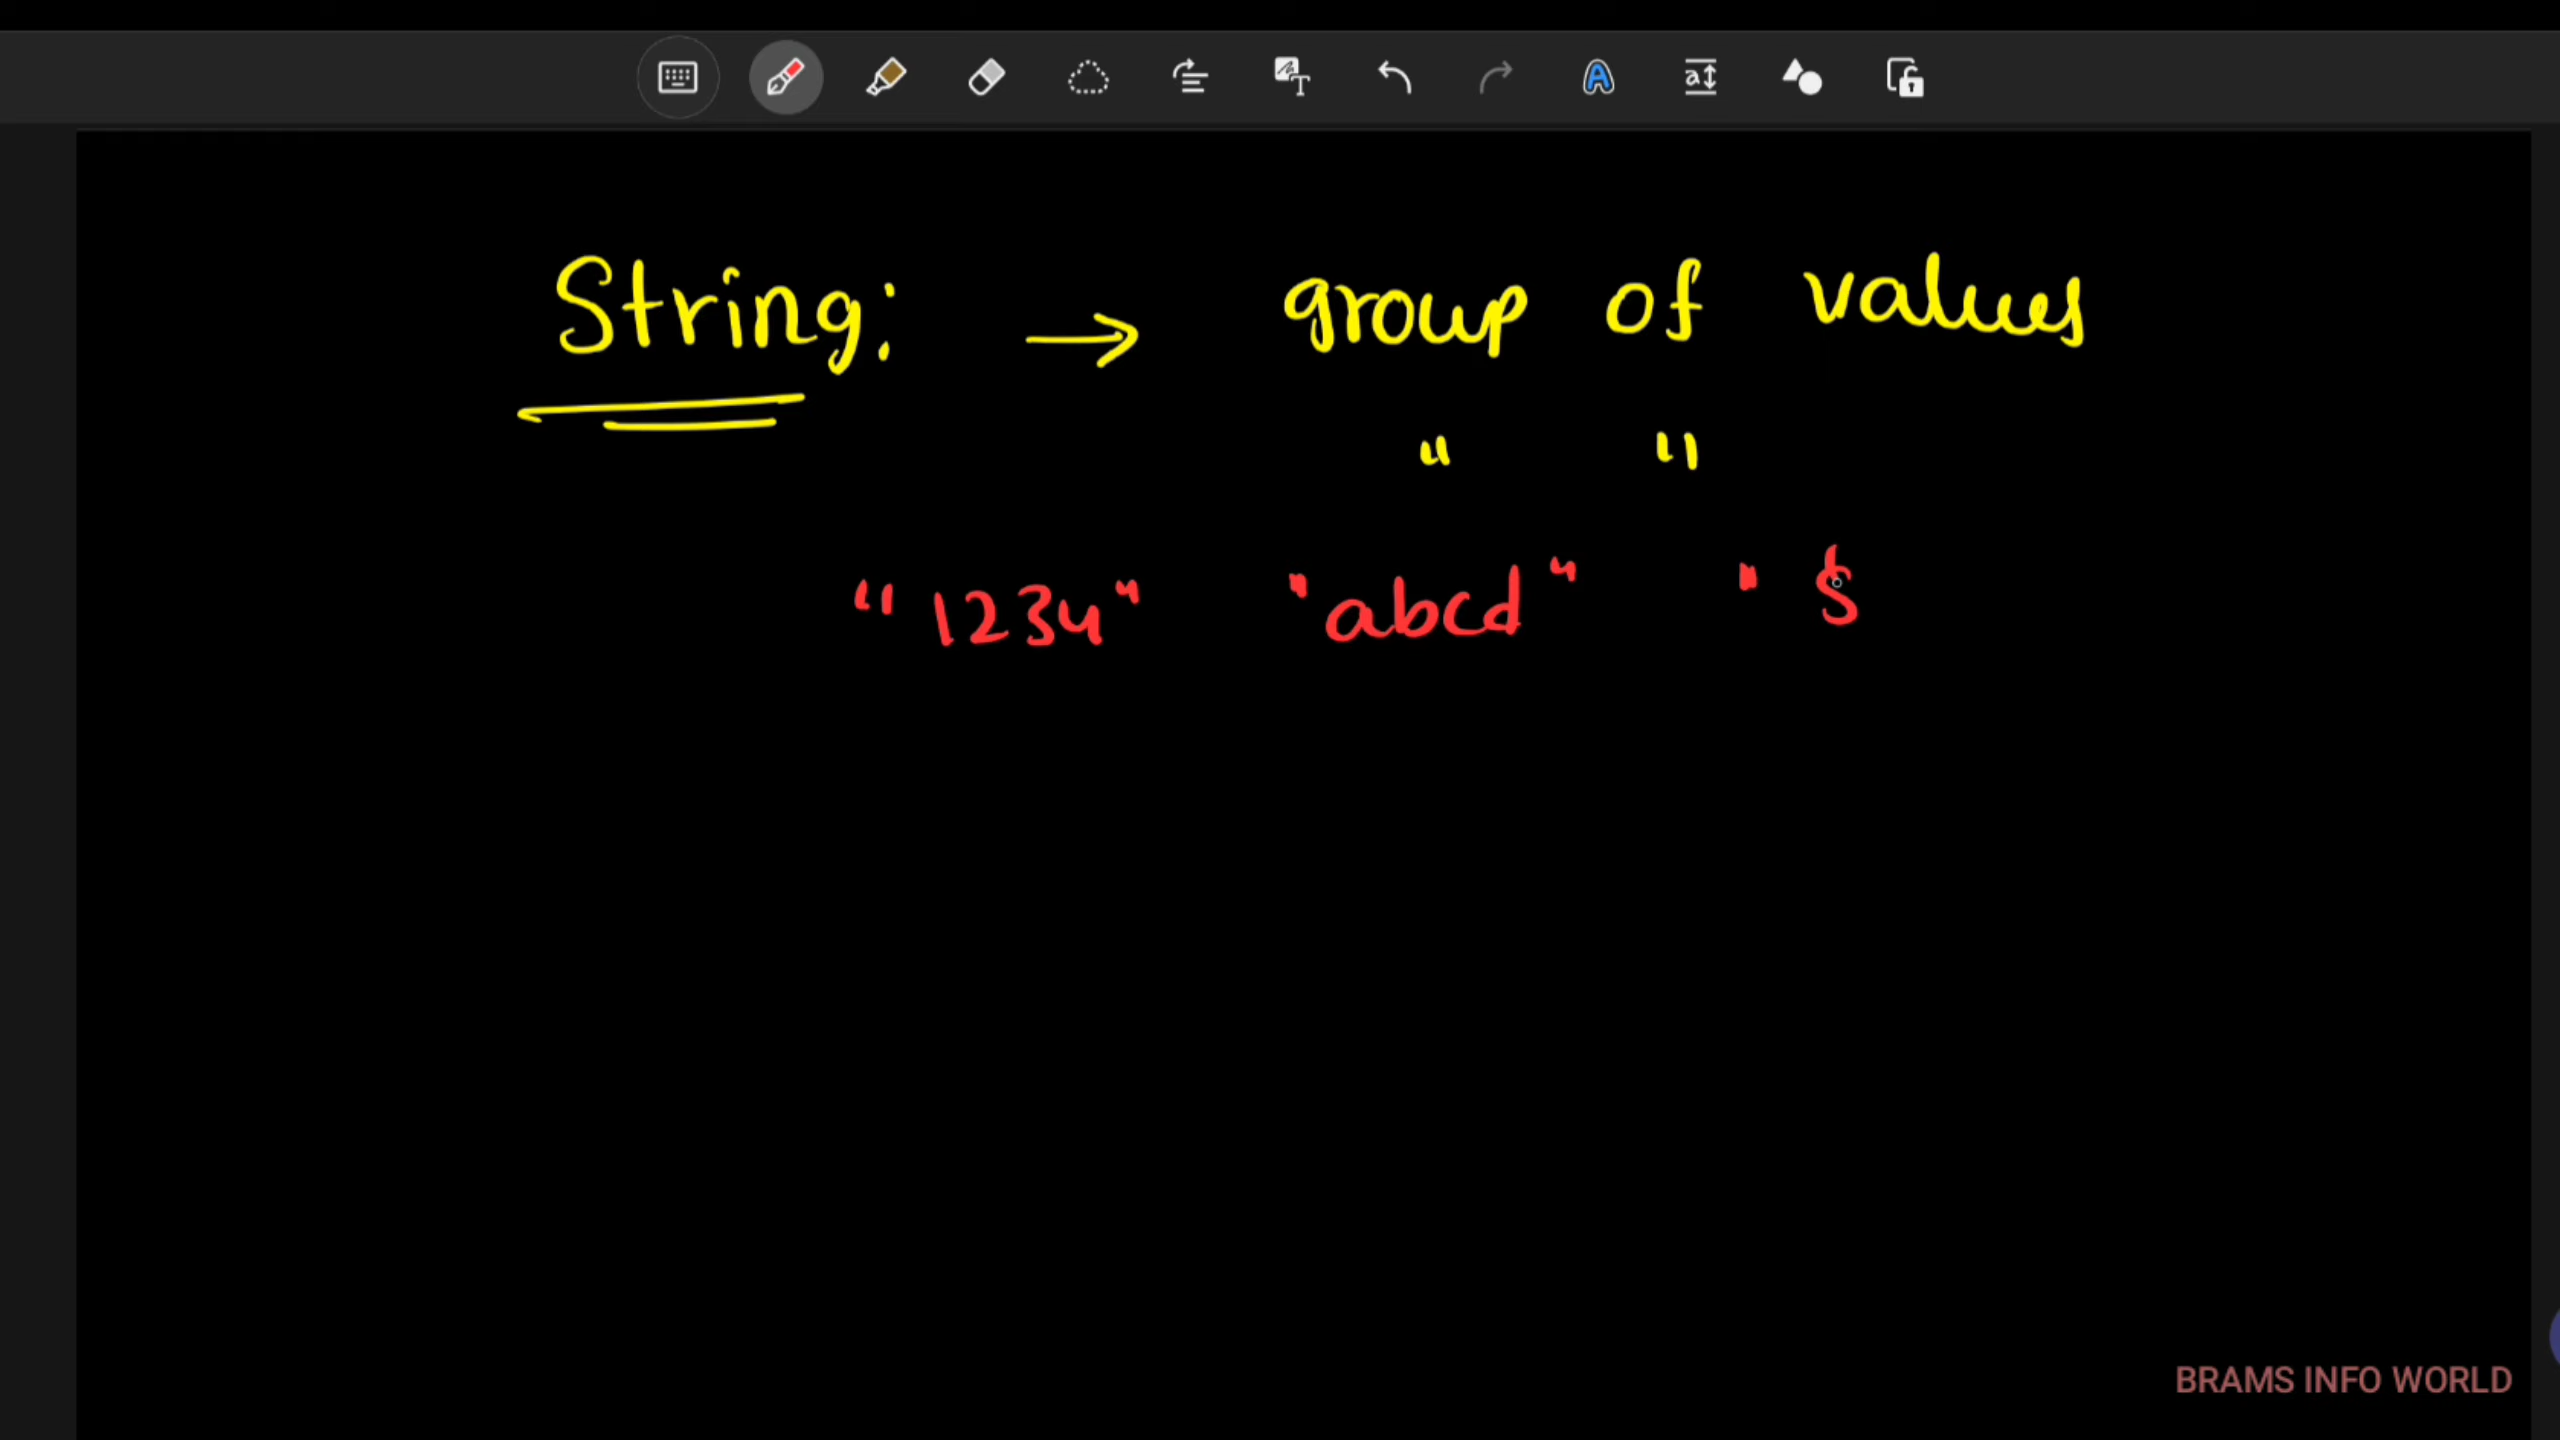 String: → group of values
" "
"1234" "abcd" "$
BRAMS INFO WORLD